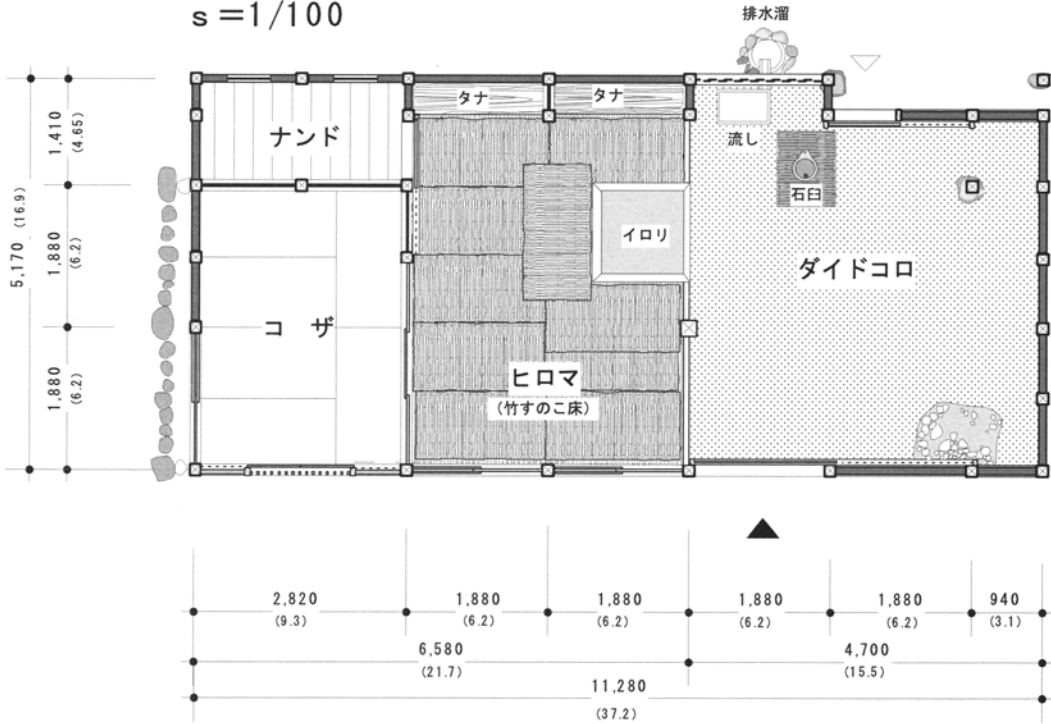 s=1/100
排水溜
タナ
タナ
ナンド
流し
石臼
イロリ
ダイドコロ
コザ
ヒロマ
(竹すのこ床)
1,410
(4.65)
5,170 (16.9)
1,880
(6.2)
1,880
(6.2)
2,820
(9.3)
1,880
(6.2)
1,880
(6.2)
1,880
(6.2)
1,880
(6.2)
940
(3.1)
6,580
(21.7)
4,700
(15.5)
11,280
(37.2)